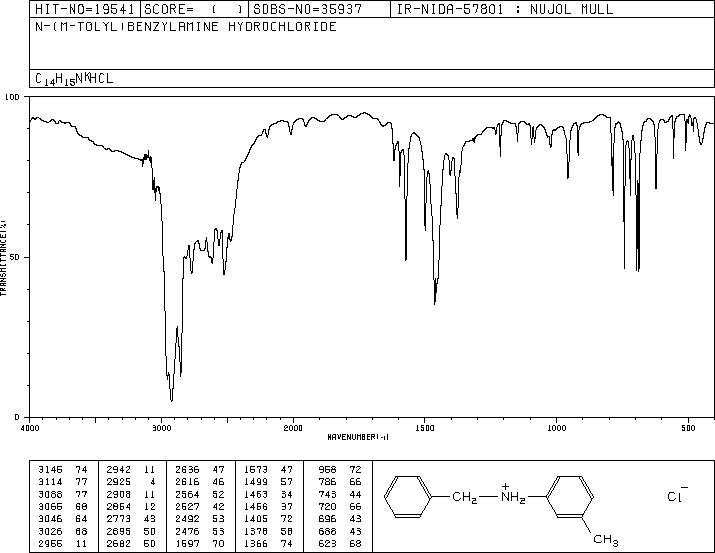 HIT-NO=19541 SCORE= ( ) SDBS-NO=35937 IR-NIDA-57801 : NUJOL MULL
N-(M-TOLYL)BENZYLAMINE HYDROCHLORIDE
C14H15N HCL
100
50
0
TRANSMITTANCE(%)
4000 3000 2000 1500 1000 500
WAVENUMBER(-1)
3145 74 2942 11 2636 47 1573 47 958 72
3114 77 2925 4 2616 46 1499 57 786 66
3088 77 2908 11 2564 52 1463 34 743 44
3065 68 2854 12 2527 42 1456 37 720 66
3046 64 2773 43 2492 53 1405 72 696 43
3026 66 2695 50 2476 53 1378 58 688 43
2955 11 2682 50 1597 70 1366 74 623 68
CH2 NH2 + CH3 Cl−